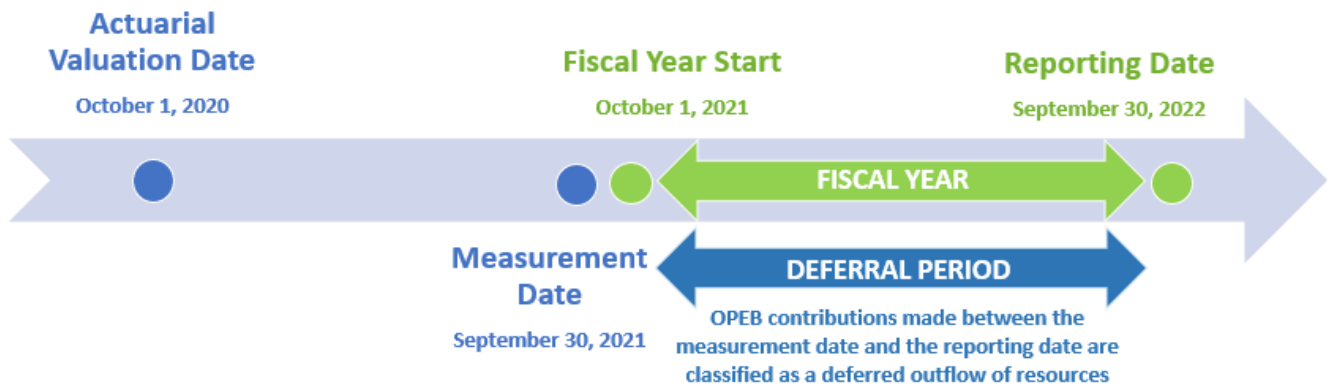 Actuarial
Valuation Date
October 1, 2020
Fiscal Year Start
October 1, 2021
Reporting Date
September 30, 2022
FISCAL YEAR
Measurement
Date
September 30, 2021
DEFERRAL PERIOD
OPEB contributions made between the
measurement date and the reporting date are
classified as a deferred outflow of resources